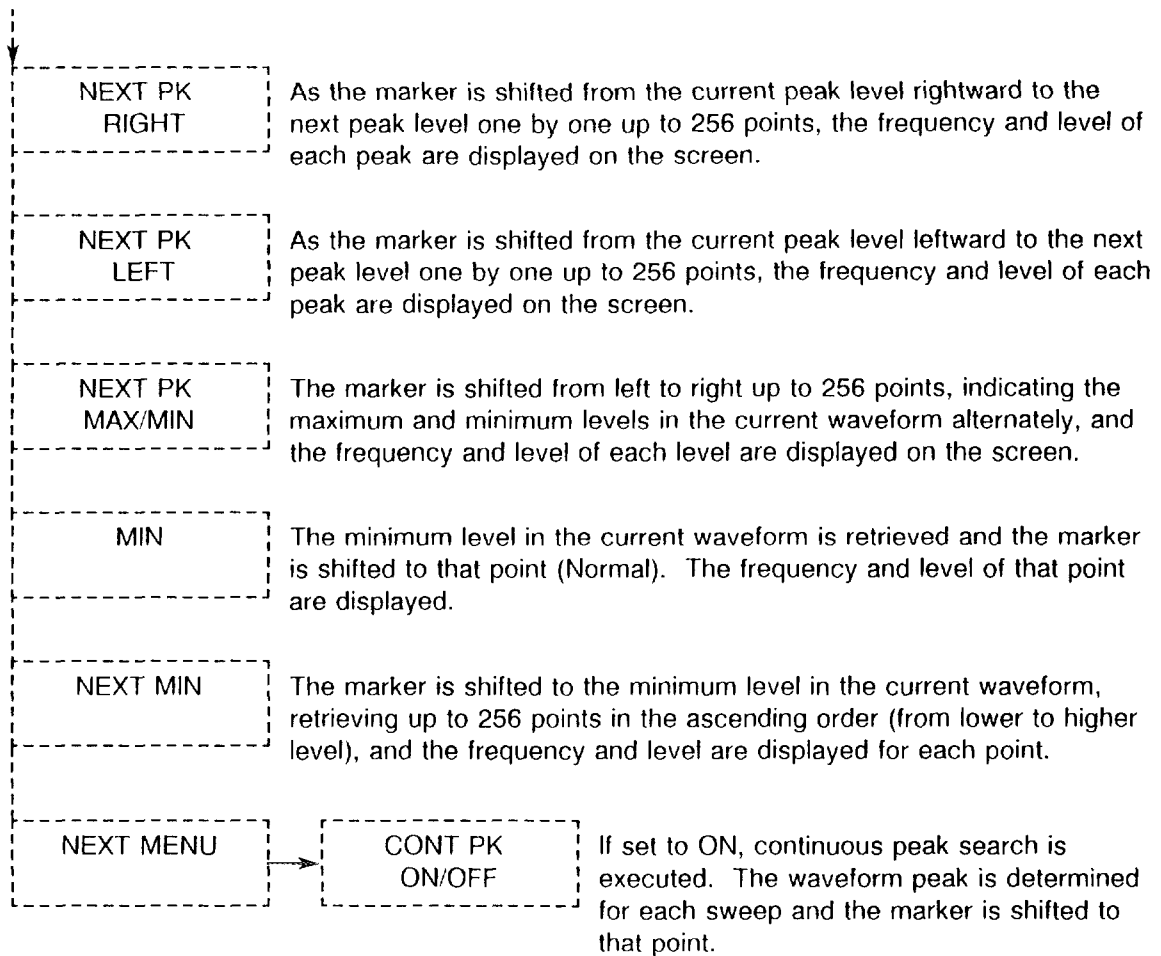 NEXT PK
RIGHT
As the marker is shifted from the current peak level rightward to the
next peak level one by one up to 256 points, the frequency and level of
each peak are displayed on the screen.
NEXT PK
LEFT
As the marker is shifted from the current peak level leftward to the next
peak level one by one up to 256 points, the frequency and level of each
peak are displayed on the screen.
NEXT PK
MAX/MIN
The marker is shifted from left to right up to 256 points, indicating the
maximum and minimum levels in the current waveform alternately, and
the frequency and level of each level are displayed on the screen.
MIN
The minimum level in the current waveform is retrieved and the marker
is shifted to that point (Normal). The frequency and level of that point
are displayed.
NEXT MIN
The marker is shifted to the minimum level in the current waveform,
retrieving up to 256 points in the ascending order (from lower to higher
level), and the frequency and level are displayed for each point.
NEXT MENU
CONT PK
ON/OFF
If set to ON, continuous peak search is
executed. The waveform peak is determined
for each sweep and the marker is shifted to
that point.